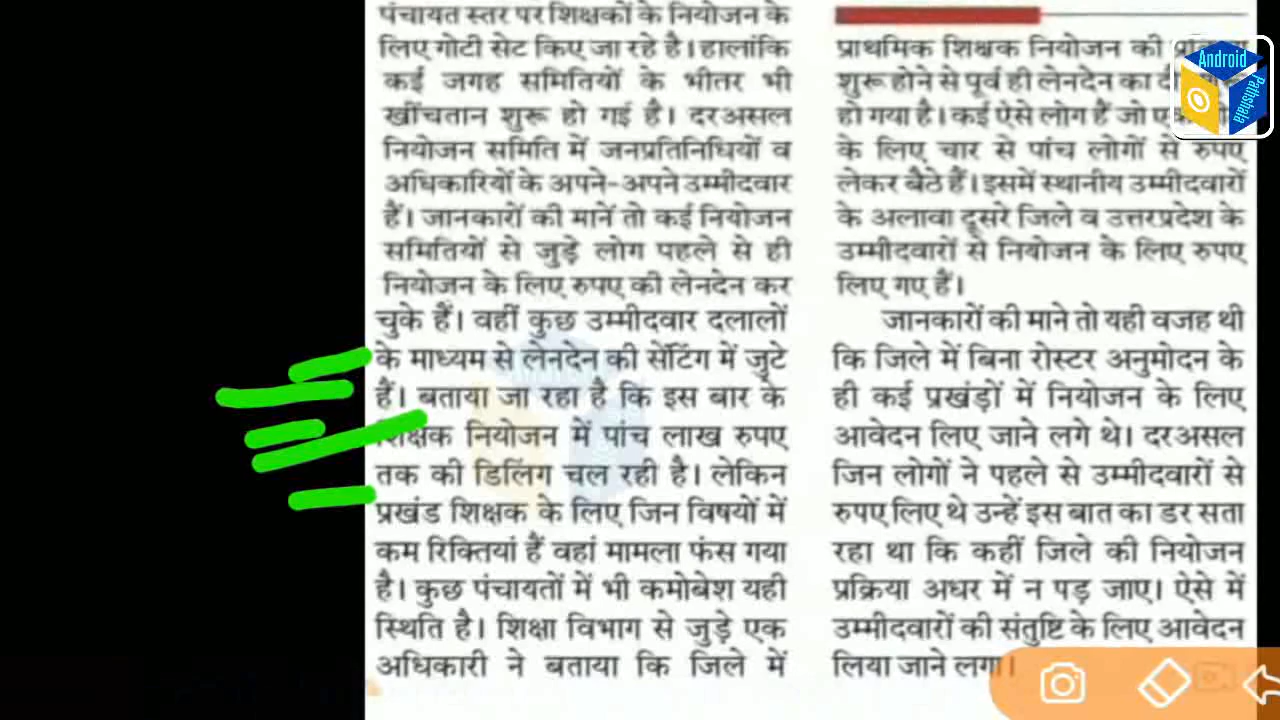 पंचायत स्तर पर शिक्षकों के नियोजन के
लिए गोटी सेट किए जा रहे है। हालांकि
कई जगह समितियों के भीतर भी
खींचतान शुरू हो गई है। दरअसल
नियोजन समिति में जनप्रतिनिधियों व
अधिकारियों के अपने-अपने उम्मीदवार
हैं। जानकारों की मानें तो कई नियोजन
समितियों से जुड़े लोग पहले से ही
नियोजन के लिए रुपए की लेनदेन कर
चुके हैं। वहीं कुछ उम्मीदवार दलालों
के माध्यम से लेनदेन की सेटिंग में जुटे
हैं। बताया जा रहा है कि इस बार के
शिक्षक नियोजन में पांच लाख रुपए
तक की डिलिंग चल रही है। लेकिन
प्रखंड शिक्षक के लिए जिन विषयों में
कम रिक्तियां हैं वहां मामला फंस गया
है। कुछ पंचायतों में भी कमोबेश यही
स्थिति है। शिक्षा विभाग से जुड़े एक
अधिकारी ने बताया कि जिले में
प्राथमिक शिक्षक नियोजन की
शुरू होने से पूर्व ही लेनदेन का
हो गया है। कई ऐसे लोग हैं जो
के लिए चार से पांच लोगों से रुपए
लेकर बैठे हैं। इसमें स्थानीय उम्मीदवारों
के अलावा दूसरे जिले व उत्तरप्रदेश के
उम्मीदवारों से नियोजन के लिए रुपए
लिए गए हैं।
जानकारों की माने तो यही वजह थी
कि जिले में बिना रोस्टर अनुमोदन के
ही कई प्रखंड़ों में नियोजन के लिए
आवेदन लिए जाने लगे थे। दरअसल
जिन लोगों ने पहले से उम्मीदवारों से
रुपए लिए थे उन्हें इस बात का डर सता
रहा था कि कहीं जिले की नियोजन
प्रक्रिया अधर में न पड़ जाए। ऐसे में
उम्मीदवारों की संतुष्टि के लिए आवेदन
लिया जाने लगा।
Android
Pathshala